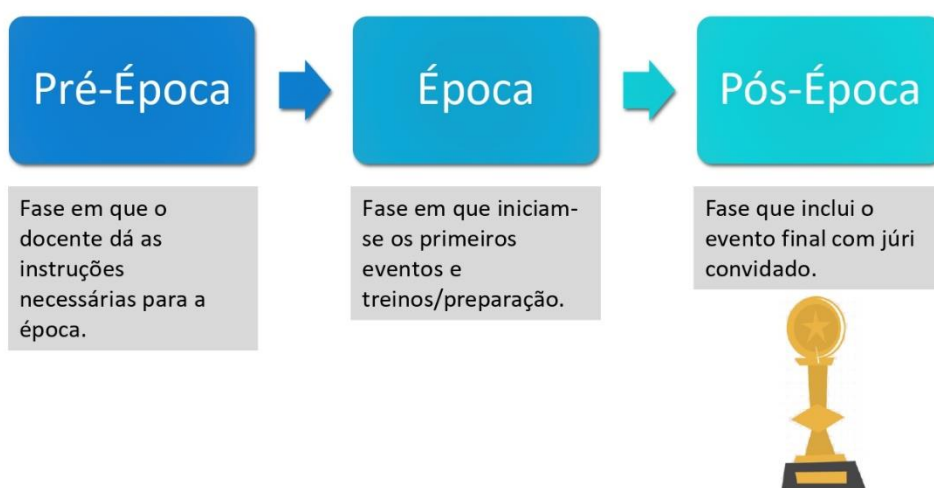 Pré-Época
Época
Pós-Época
Fase em que o
docente dá as
instruções
necessárias para a
época.
Fase em que iniciam-
se os primeiros
eventos e
treinos/preparação.
Fase que inclui o
evento final com júri
convidado.